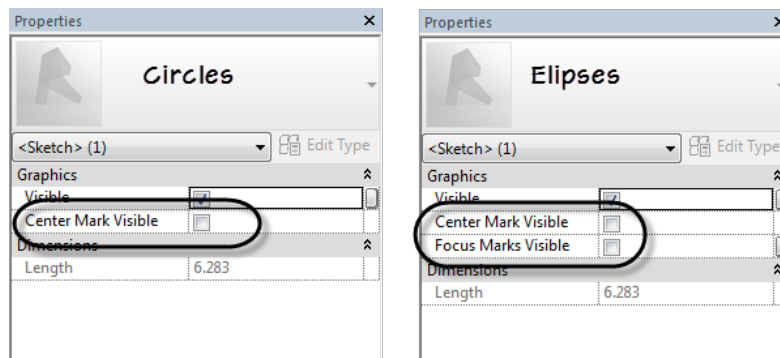 Properties
Circles
<Sketch> (1)
Edit Type
Graphics
Visible
Center Mark Visible
Dimensions
Length 6.283
Properties
Elipses
<Sketch> (1)
Edit Type
Graphics
Visible
Center Mark Visible
Focus Marks Visible
Dimensions
Length 6.283